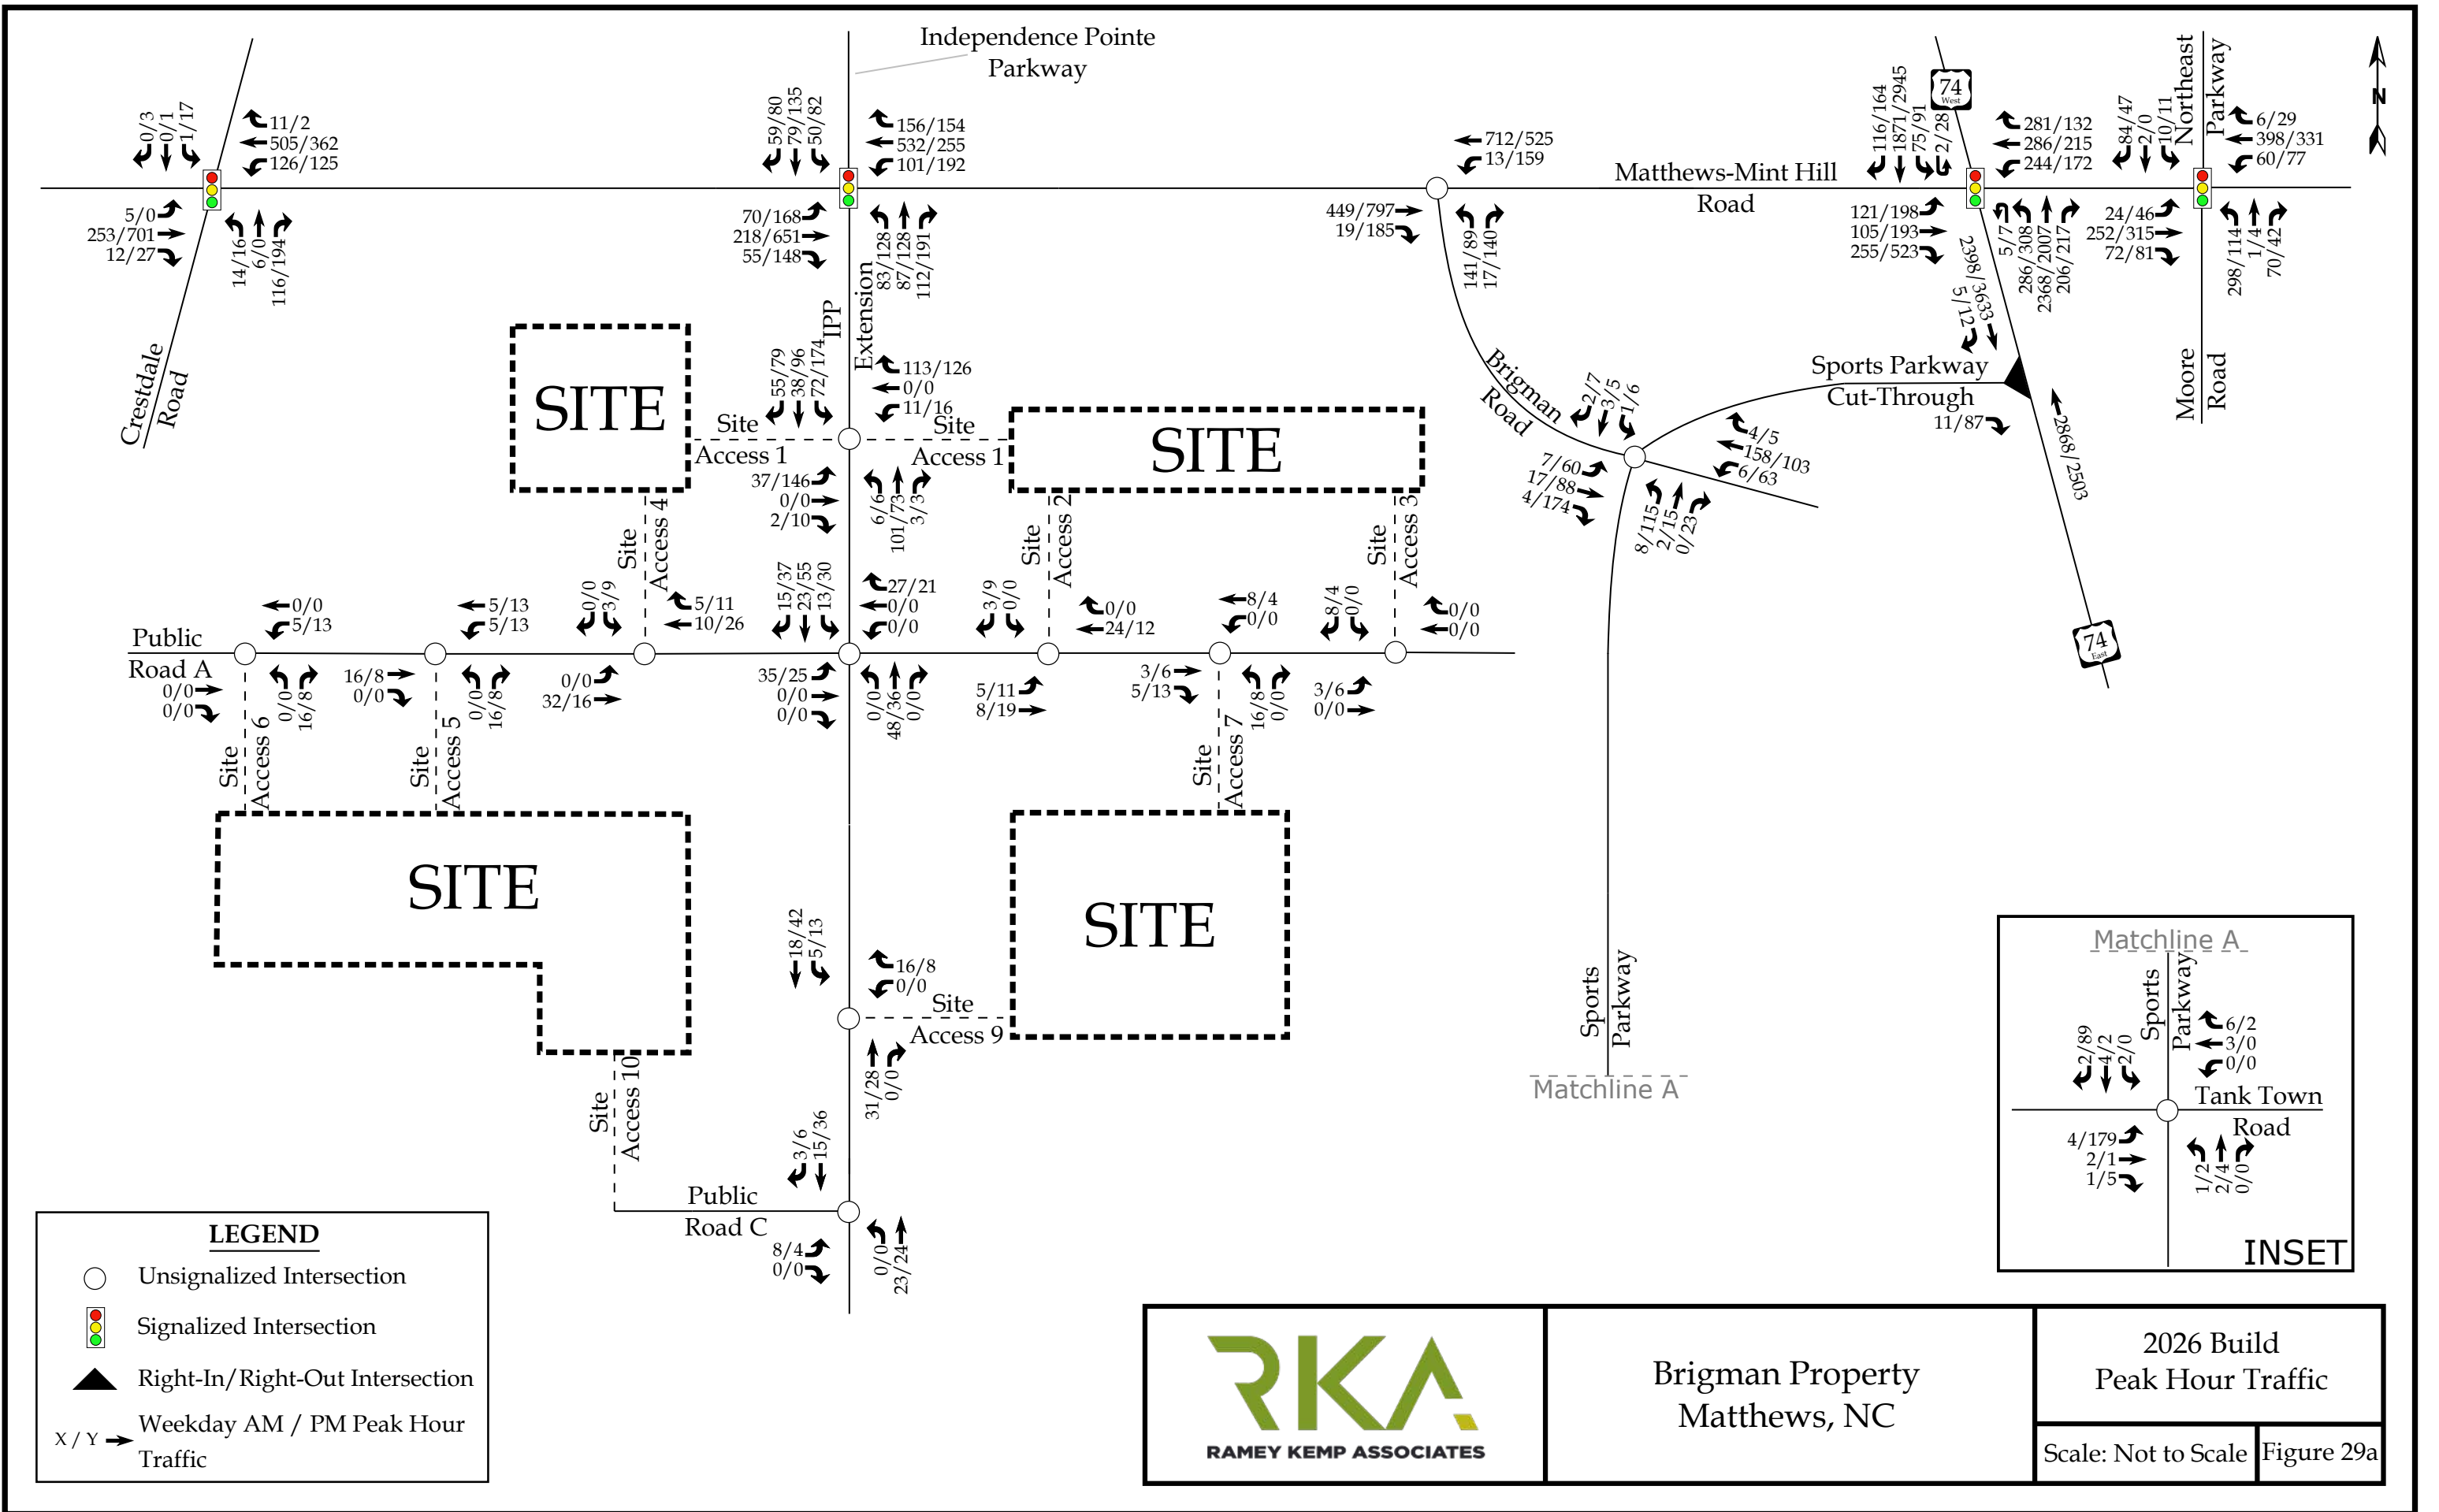 Independence Pointe
Parkway
N
0/3
0/1
1/17
11/2
505/362
126/125
5/0
253/701
12/27
14/16
6/0
116/194
Crestdale
Road
59/80
79/135
50/82
156/154
532/255
101/192
70/168
218/651
55/148
83/128
87/128
112/191
IPP
Extension
712/525
13/159
449/797
19/185
141/89
17/140
Matthews-Mint Hill
Road
116/164
1871/2945
75/91
2/28
74
West
281/132
286/215
244/172
121/198
105/193
255/523
5/7
286/308
2368/2007
206/217
2398/3633
5/12
84/47
2/0
10/11
Northeast
Parkway
6/29
398/331
60/77
24/46
252/315
72/81
298/114
1/4
70/42
Moore
Road
Sports Parkway
Cut-Through
11/87
2868/2503
74
East
Brigman
Road
2/7
3/5
1/6
4/5
158/103
6/63
7/60
17/88
4/174
8/115
2/15
0/23
SITE
SITE
55/79
38/96
72/174
113/126
0/0
11/16
Site
Access 1
Site
Access 1
37/146
0/0
2/10
6/6
101/73
3/3
Site
Access 4
Site
Access 2
Site
Access 3
Public
Road A
0/0
5/13
0/0
0/0
0/0
16/8
5/13
5/13
16/8
0/0
0/0
16/8
0/0
3/9
5/11
10/26
0/0
32/16
15/37
23/55
13/30
27/21
0/0
0/0
35/25
0/0
0/0
0/0
48/36
0/0
3/9
0/0
0/0
24/12
5/11
8/19
8/4
0/0
3/6
5/13
16/8
0/0
8/4
0/0
0/0
0/0
3/6
0/0
Site
Access 6
Site
Access 5
Site
Access 7
SITE
SITE
18/42
5/13
16/8
0/0
Site
Access 9
31/28
0/0
Site
Access 10
3/6
15/36
Public
Road C
8/4
0/0
0/0
23/24
Sports
Parkway
Matchline A
Matchline A
Sports
Parkway
2/89
4/2
2/0
6/2
3/0
0/0
Tank Town
Road
4/179
2/1
1/5
1/2
2/4
0/0
INSET
LEGEND
Unsignalized Intersection
Signalized Intersection
Right-In/Right-Out Intersection
X / Y
Weekday AM / PM Peak Hour
Traffic
RKA
RAMEY KEMP ASSOCIATES
Brigman Property
Matthews, NC
2026 Build
Peak Hour Traffic
Scale: Not to Scale
Figure 29a